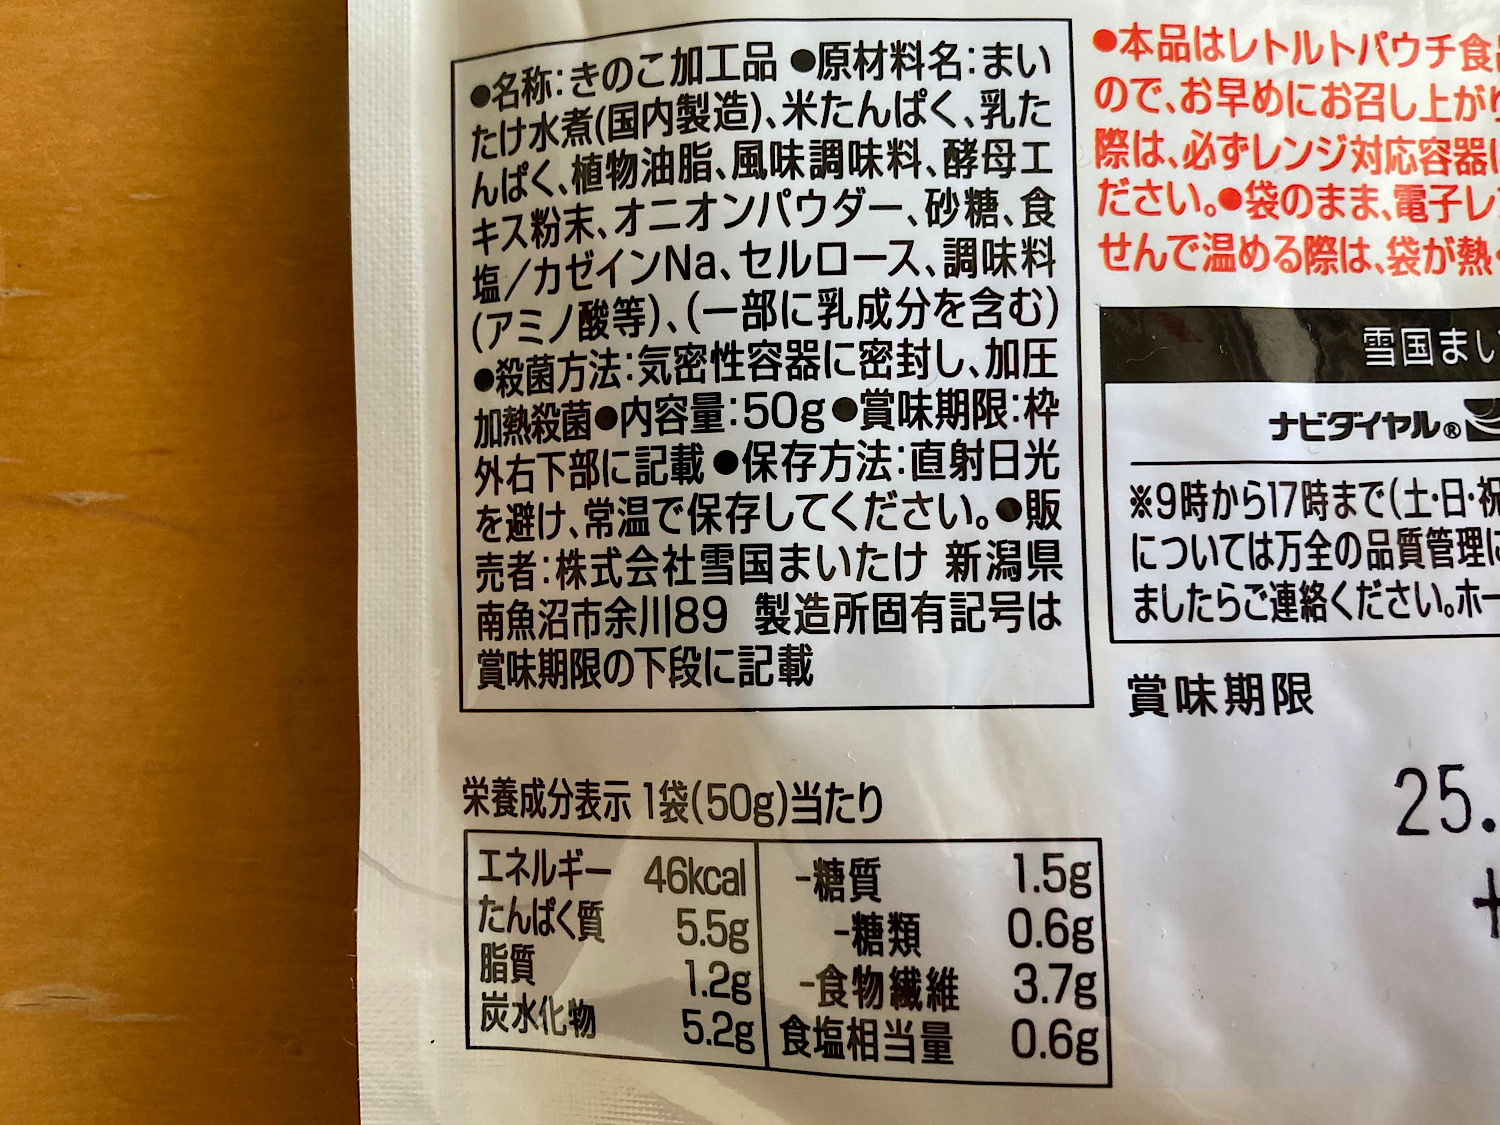 ●名称:きのこ加工品 ●原材料名:まい
たけ水煮(国内製造)、米たんぱく、乳た
んぱく、植物油脂、風味調味料、酵母エ
キス粉末、オニオンパウダー、砂糖、食
塩/カゼインNa、セルロース、調味料
(アミノ酸等)、(一部に乳成分を含む)
●殺菌方法:気密性容器に密封し、加圧
加熱殺菌●内容量:50g●賞味期限:枠
外右下部に記載●保存方法:直射日光
を避け、常温で保存してください。●販
売者:株式会社雪国まいたけ 新潟県
南魚沼市余川89 製造所固有記号は
賞味期限の下段に記載
栄養成分表示 1袋(50g)当たり
エネルギー 46kcal
たんぱく質 5.5g
脂質 1.2g
炭水化物 5.2g
-糖質 1.5g
-糖類 0.6g
-食物繊維 3.7g
食塩相当量 0.6g
●本品はレトルトパウチ食
ので、お早めにお召し上がり
際は、必ずレンジ対応容器
ださい。●袋のまま、電子レ
せんで温める際は、袋が熱
雪国まい
ナビダイヤル®
※9時から17時まで(土・日・祝
については万全の品質管理に
ましたらご連絡ください。ホー
賞味期限
25.
+